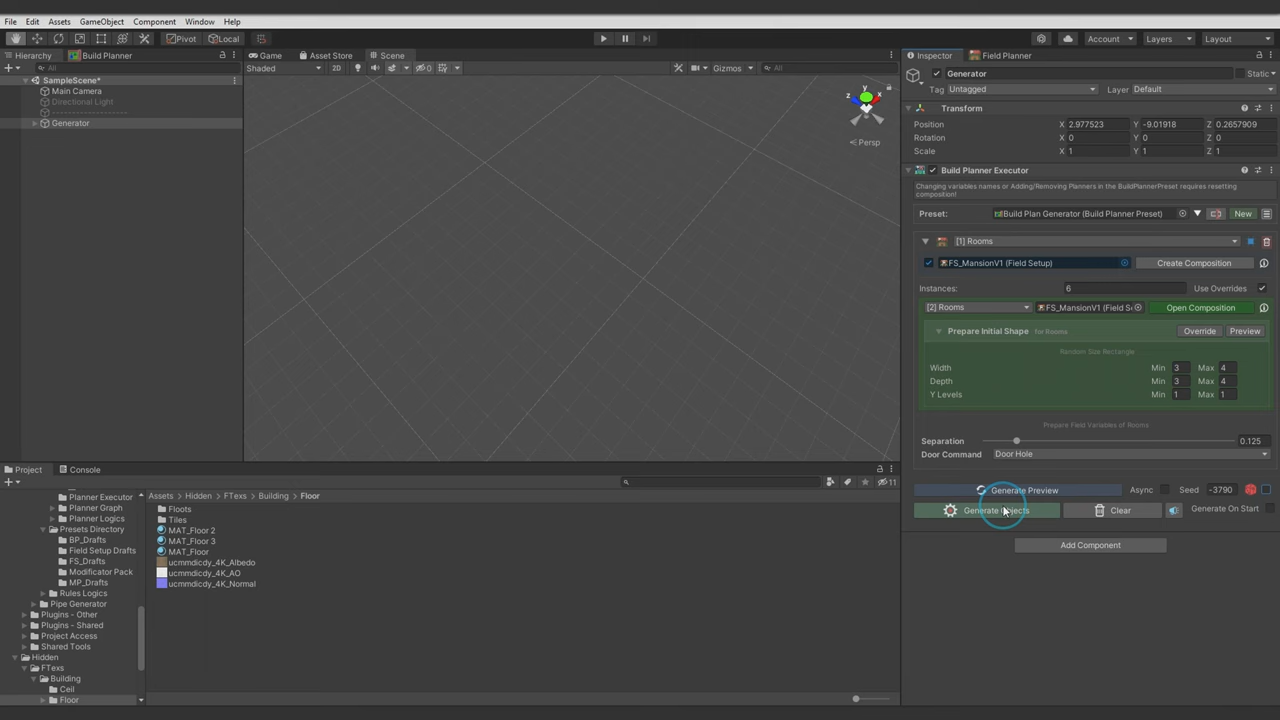 File Edit Assets GameObject Component Window Help
Pivot Local
Account Layers Layout
Hierarchy Build Planner
All
SampleScene*
Main Camera
Directional Light
--------------------
Generator
Game Asset Store Scene
Shaded 2D 0 Gizmos All
y
z x
Persp
Inspector Field Planner
Generator Static
Tag Untagged Layer Default
Transform
Position X 2.977523 Y -9.01918 Z 0.2657909
Rotation X 0 Y 0 Z 0
Scale X 1 Y 1 Z 1
Build Planner Executor
Changing variables names or Adding/Removing Planners in the BuildPlannerPreset requires resetting
composition!
Preset: Build Plan Generator (Build Planner Preset) New
[1] Rooms
FS_MansionV1 (Field Setup) Create Composition
Instances: 6 Use Overrides
[2] Rooms FS_MansionV1 (Field Se Open Composition
Prepare Initial Shape for Rooms Override Preview
Random Size Rectangle
Width Min 3 Max 4
Depth Min 3 Max 4
Y Levels Min 1 Max 1
Prepare Field Variables of Rooms
Separation 0.125
Door Command Door Hole
Generate Preview Async Seed -3790
Generate Objects Clear Generate On Start
Add Component
Project Console
11
Planner Executor
Planner Graph
Planner Logics
Presets Directory
BP_Drafts
Field Setup Drafts
FS_Drafts
Modificator Pack
MP_Drafts
Rules Logics
Pipe Generator
Plugins - Other
Plugins - Shared
Project Access
Shared Tools
Hidden
FTexs
Building
Ceil
Floor
Assets > Hidden > FTexs > Building > Floor
Floots
Tiles
MAT_Floor 2
MAT_Floor 3
MAT_Floor
ucmmdicdy_4K_Albedo
ucmmdicdy_4K_AO
ucmmdicdy_4K_Normal